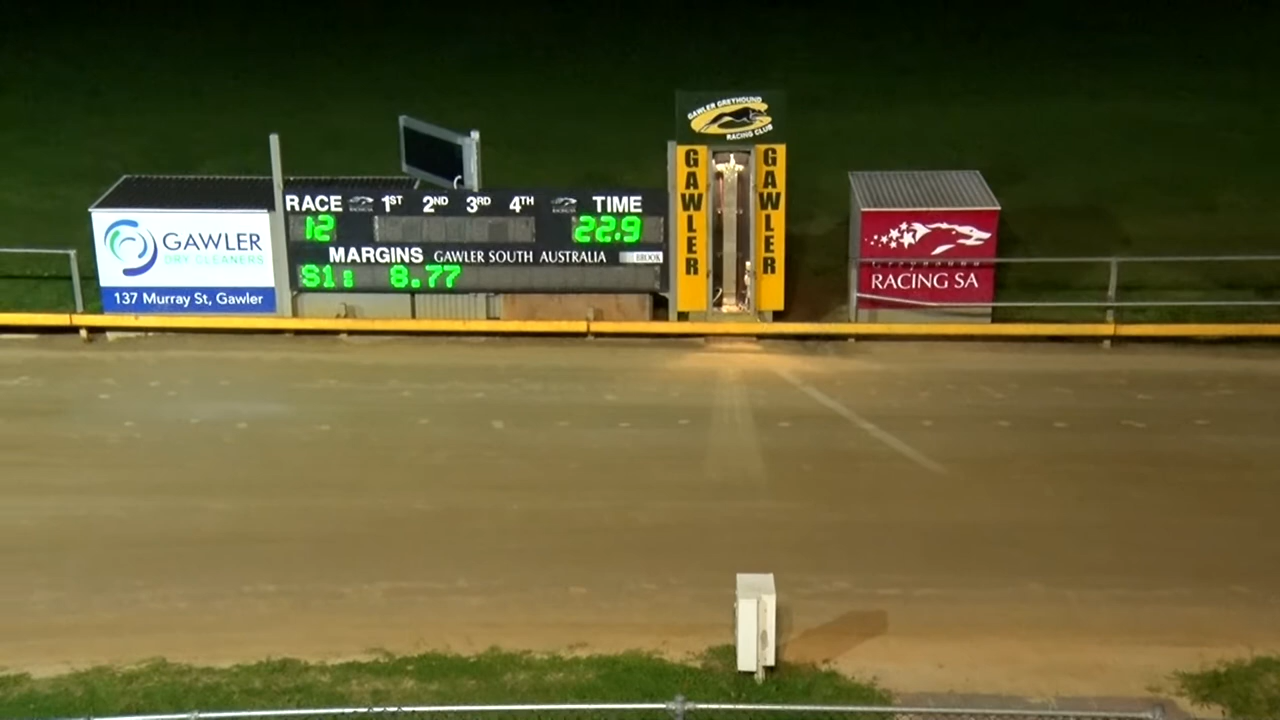 GAWLER GREYHOUND
RACING CLUB
GAWLER
GAWLER
GAWLER
DRY CLEANERS
137 Murray St, Gawler
RACE 1ST 2ND 3RD 4TH TIME
12 22.9
MARGINS GAWLER SOUTH AUSTRALIA
S1: 8.77
RACING SA